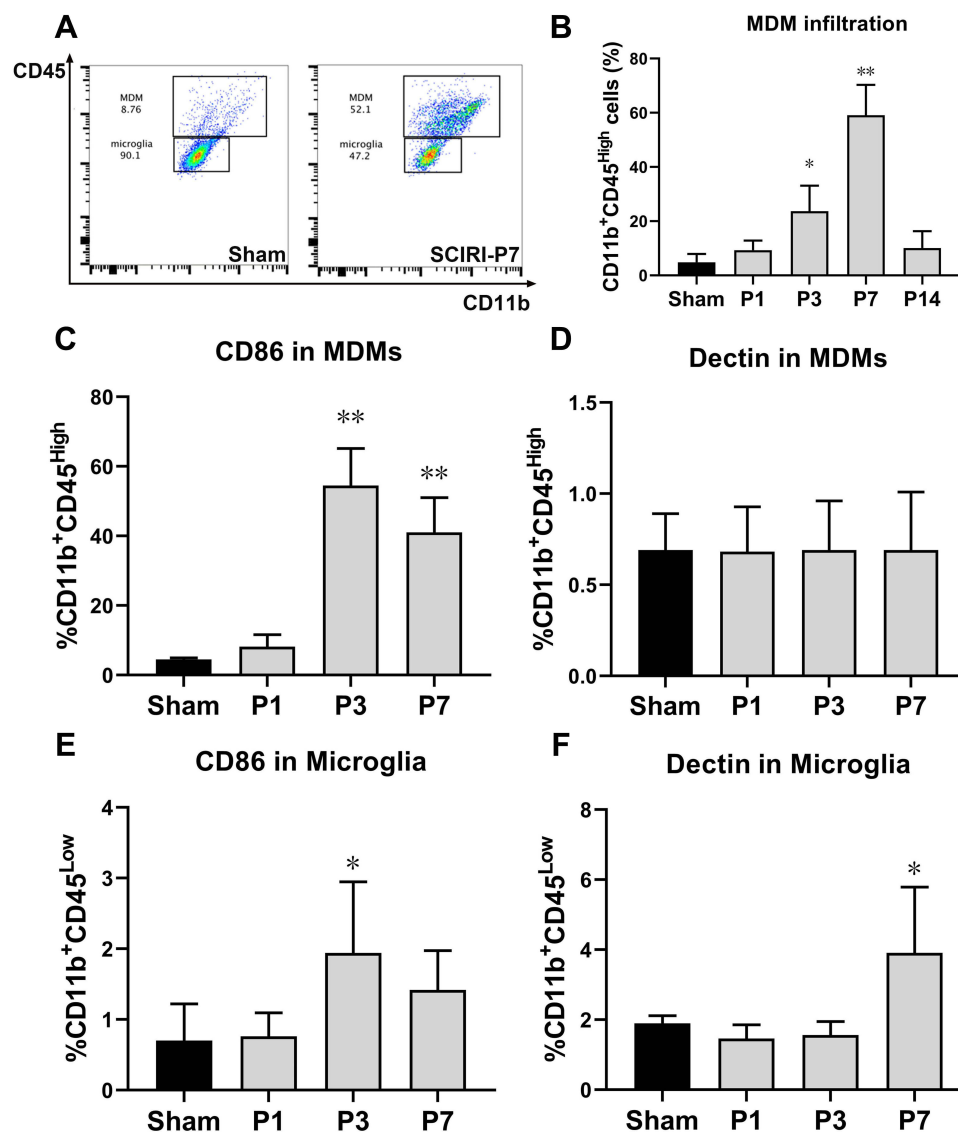 A
CD45
MDM
8.76
microglia
90.1
Sham
MDM
52.1
microglia
47.2
SCIRI-P7
CD11b
B
MDM infiltration
CD11b+CD45High cells (%)
80
60
40
20
0
*
**
Sham P1 P3 P7 P14
C
CD86 in MDMs
%CD11b+CD45High
80
60
40
20
0
**
**
Sham P1 P3 P7
D
Dectin in MDMs
%CD11b+CD45High
1.5
1.0
0.5
0.0
Sham P1 P3 P7
E
CD86 in Microglia
%CD11b+CD45Low
4
3
2
1
0
*
Sham P1 P3 P7
F
Dectin in Microglia
%CD11b+CD45Low
8
6
4
2
0
*
Sham P1 P3 P7